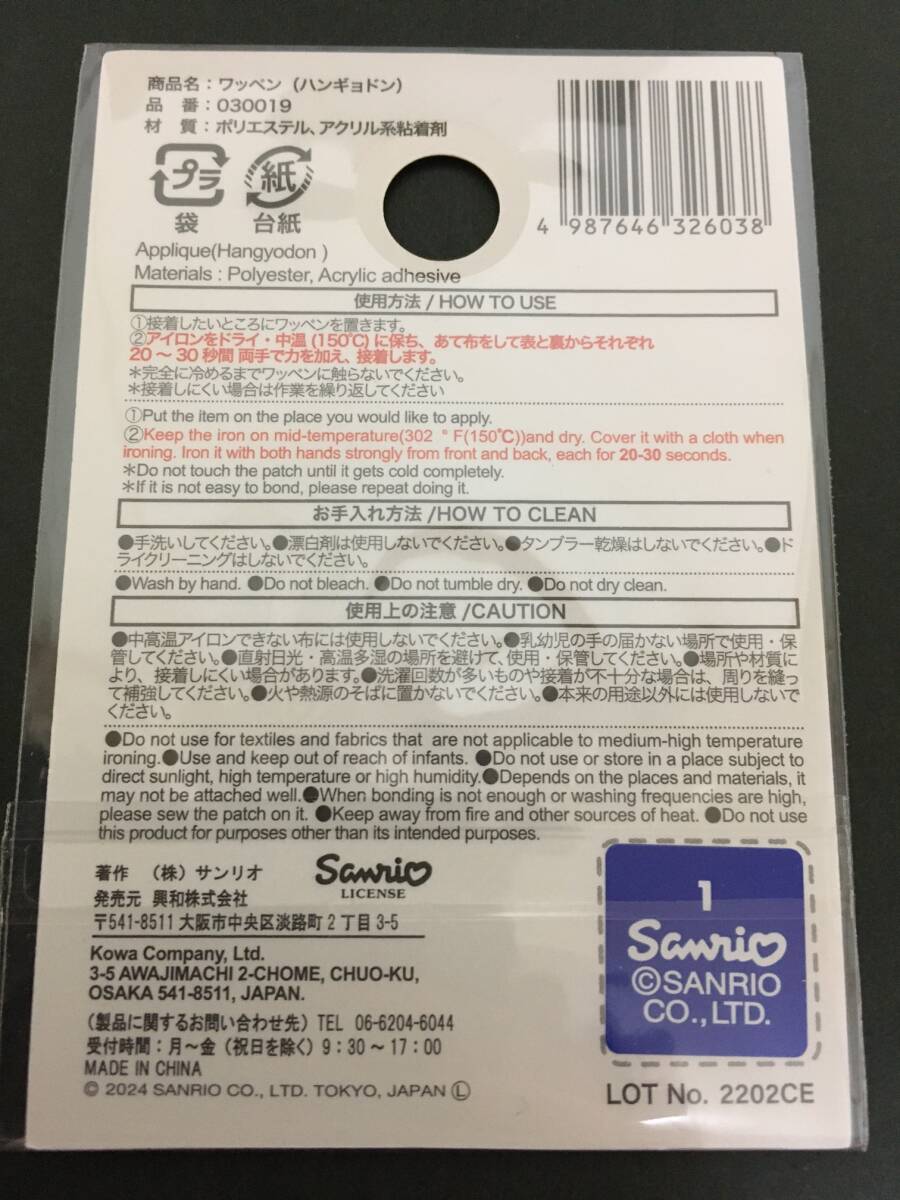 商品名：ワッペン（ハンギョドン）
品　番：030019
材　質：ポリエステル、アクリル系粘着剤
プラ
袋
紙
台紙
4 987646 326038
Applique(Hangyodon )
Materials : Polyester, Acrylic adhesive
使用方法 / HOW TO USE
①接着したいところにワッペンを置きます。
②アイロンをドライ・中温 (150℃) に保ち、あて布をして表と裏からそれぞれ
20 ～ 30 秒間 両手で力を加え、接着します。
＊完全に冷めるまでワッペンに触らないでください。
＊接着しにくい場合は作業を繰り返してください
①Put the item on the place you would like to apply.
②Keep the iron on mid-temperature(302 ° F(150℃))and dry. Cover it with a cloth when
ironing. Iron it with both hands strongly from front and back, each for 20-30 seconds.
＊Do not touch the patch until it gets cold completely.
＊If it is not easy to bond, please repeat doing it.
お手入れ方法 /HOW TO CLEAN
●手洗いしてください。●漂白剤は使用しないでください。●タンブラー乾燥はしないでください。●ド
ライクリーニングはしないでください。
●Wash by hand. ●Do not bleach. ●Do not tumble dry. ●Do not dry clean.
使用上の注意 /CAUTION
●中高温アイロンできない布には使用しないでください。●乳幼児の手の届かない場所で使用・保
管してください。●直射日光・高温多湿の場所を避けて、使用・保管してください。●場所や材質に
より、接着しにくい場合があります。●洗濯回数が多いものや接着が不十分な場合は、周りを縫っ
て補強してください。●火や熱源のそばに置かないでください。●本来の用途以外には使用しないで
ください。
●Do not use for textiles and fabrics that are not applicable to medium-high temperature
ironing.●Use and keep out of reach of infants. ●Do not use or store in a place subject to
direct sunlight, high temperature or high humidity.●Depends on the places and materials, it
may not be attached well.●When bonding is not enough or washing frequencies are high,
please sew the patch on it. ●Keep away from fire and other sources of heat. ●Do not use
this product for purposes other than its intended purposes.
著作　（株）サンリオ
Sanrio
LICENSE
発売元　興和株式会社
〒541-8511 大阪市中央区淡路町 2 丁目 3-5
Kowa Company, Ltd.
3-5 AWAJIMACHI 2-CHOME, CHUO-KU,
OSAKA 541-8511, JAPAN.
（製品に関するお問い合わせ先）TEL 06-6204-6044
受付時間：月～金（祝日を除く）9：30～17：00
MADE IN CHINA
© 2024 SANRIO CO., LTD. TOKYO, JAPAN Ⓛ
1
Sanrio
©SANRIO
CO.,LTD.
LOT No. 2202CE